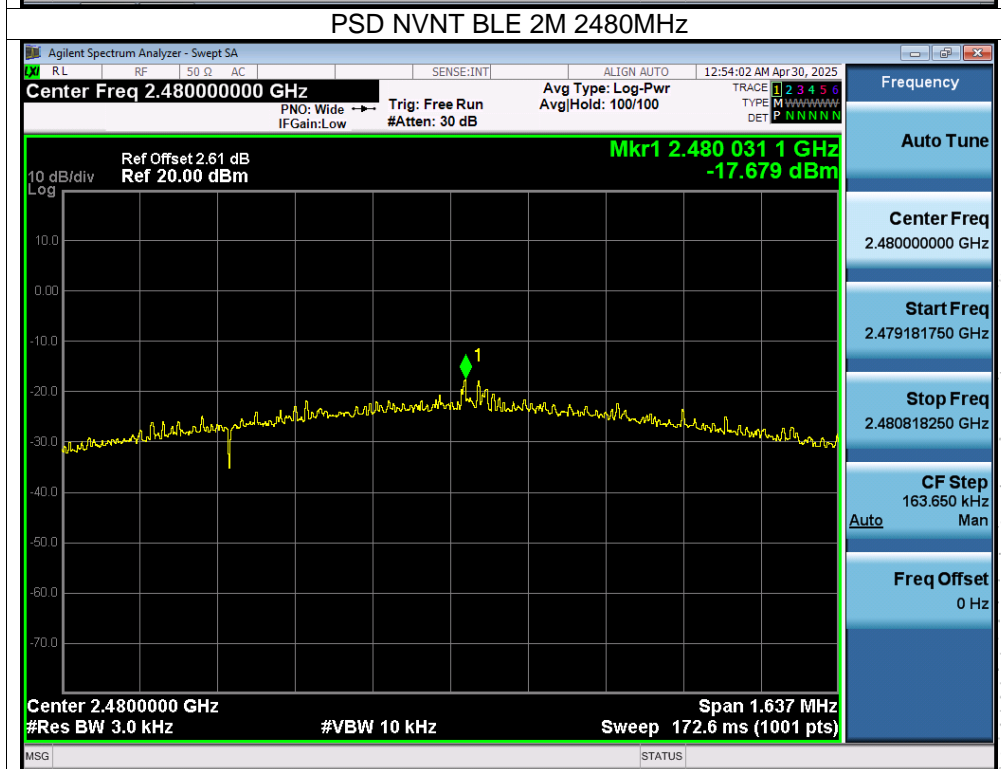 PSD NVNT BLE 2M 2480MHz
Agilent Spectrum Analyzer - Swept SA
LXI RL RF 50 Ω AC SENSE:INT ALIGN AUTO 12:54:02 AM Apr 30, 2025
Center Freq 2.480000000 GHz
PNO: Wide
IFGain:Low
Trig: Free Run
#Atten: 30 dB
Avg Type: Log-Pwr
Avg|Hold: 100/100
TRACE 1 2 3 4 5 6
TYPE M WWWWW
DET P N N N N N
Mkr1 2.480 031 1 GHz
-17.679 dBm
Ref Offset 2.61 dB
Ref 20.00 dBm
10 dB/div
Log
10.0
0.00
-10.0
-20.0
-30.0
-40.0
-50.0
-60.0
-70.0
1
Center 2.4800000 GHz
Span 1.637 MHz
#Res BW 3.0 kHz
#VBW 10 kHz
Sweep 172.6 ms (1001 pts)
MSG
STATUS
Frequency
Auto Tune
Center Freq
2.480000000 GHz
Start Freq
2.479181750 GHz
Stop Freq
2.480818250 GHz
CF Step
163.650 kHz
Auto Man
Freq Offset
0 Hz